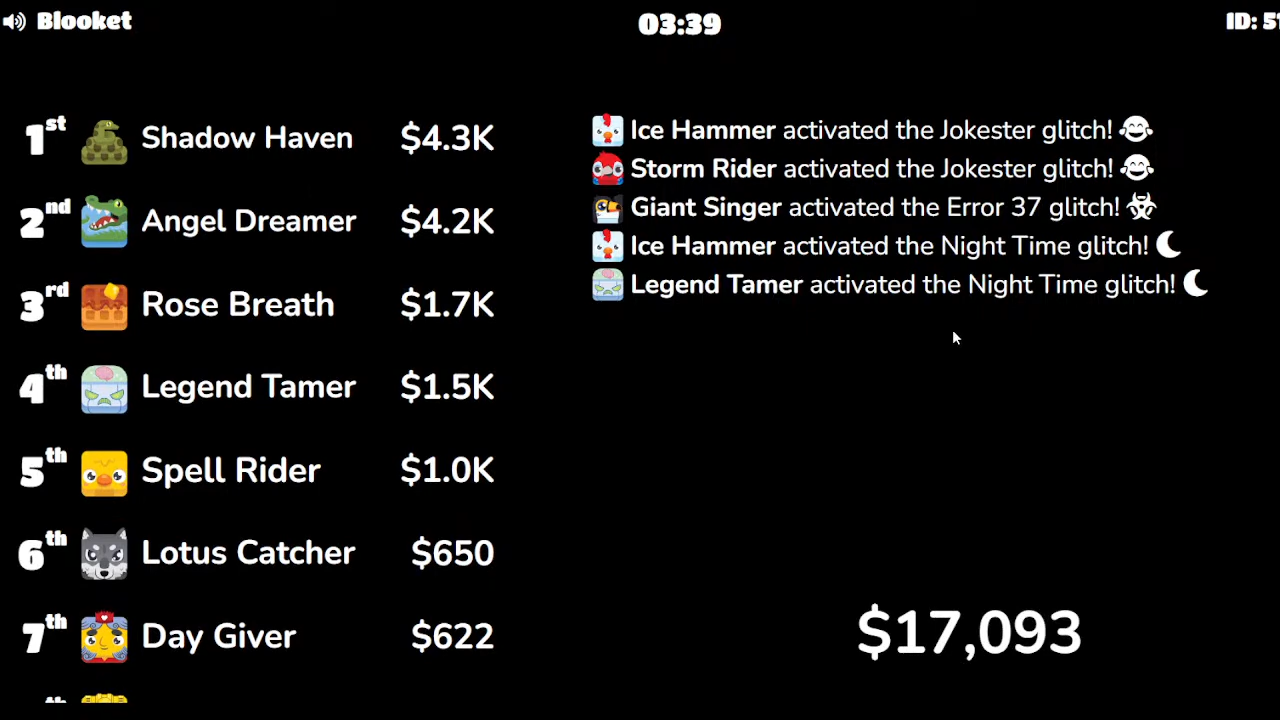 Blooket
03:39
ID: 51
1st Shadow Haven $4.3K
2nd Angel Dreamer $4.2K
3rd Rose Breath $1.7K
4th Legend Tamer $1.5K
5th Spell Rider $1.0K
6th Lotus Catcher $650
7th Day Giver $622
th
Ice Hammer activated the Jokester glitch!
Storm Rider activated the Jokester glitch!
Giant Singer activated the Error 37 glitch!
Ice Hammer activated the Night Time glitch!
Legend Tamer activated the Night Time glitch!
$17,093